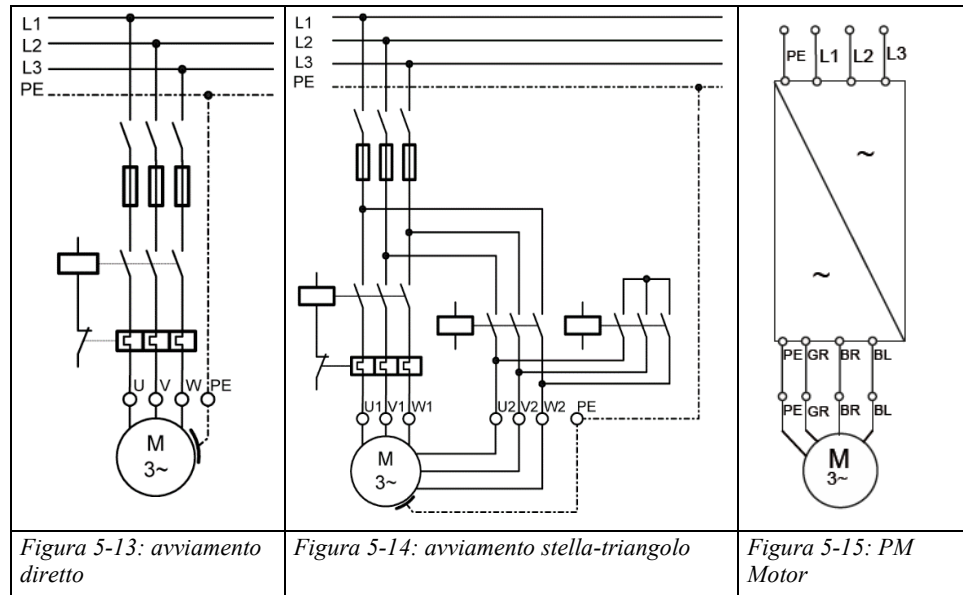 L1
L2
L3
PE
U V W PE
M
3~
Figura 5-13: avviamento
diretto
L1
L2
L3
PE
U1 V1 W1 U2 V2 W2 PE
M
3~
Figura 5-14: avviamento stella-triangolo
PE L1 L2 L3
~
~
PE GR BR BL
PE GR BR BL
M
3~
Figura 5-15: PM
Motor